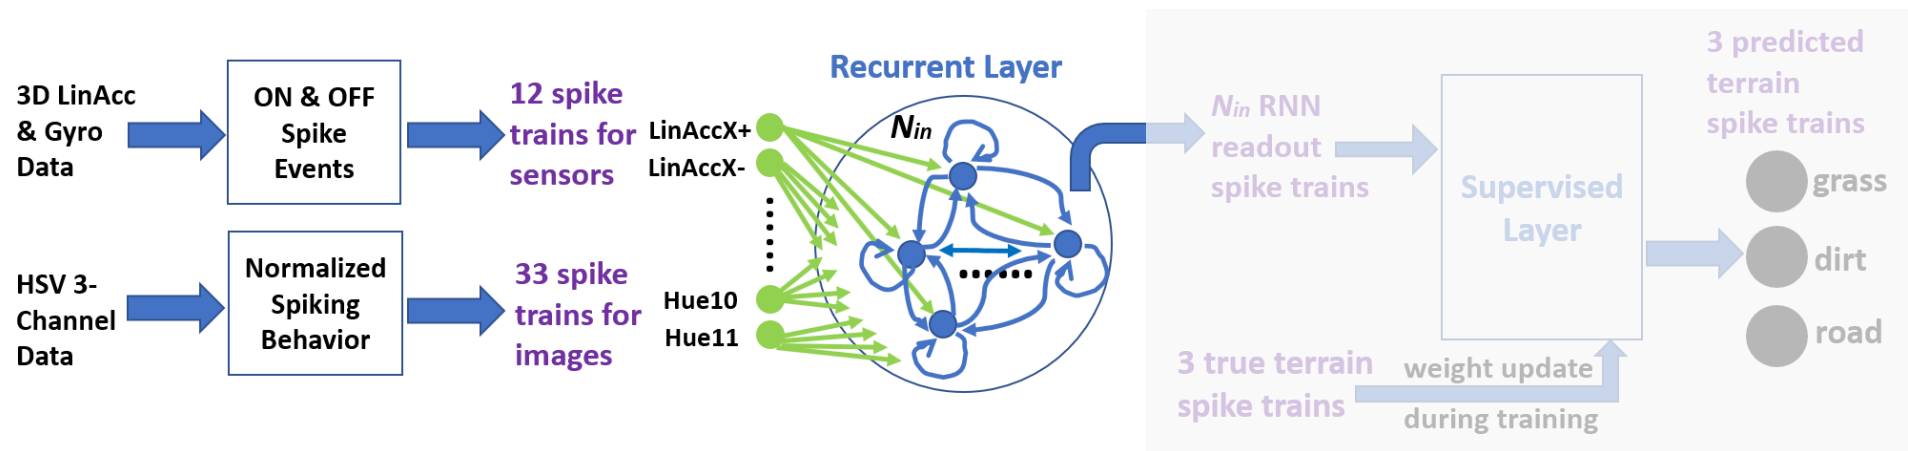 3D LinAcc
& Gyro
Data
ON & OFF
Spike
Events
12 spike
trains for
sensors
HSV 3-
Channel
Data
Normalized
Spiking
Behavior
33 spike
trains for
images
LinAccX+
LinAccX-
Hue10
Hue11
Recurrent Layer
Nin
Nin RNN
readout
spike trains
3 true terrain
spike trains
weight update
during training
Supervised
Layer
3 predicted
terrain
spike trains
grass
dirt
road